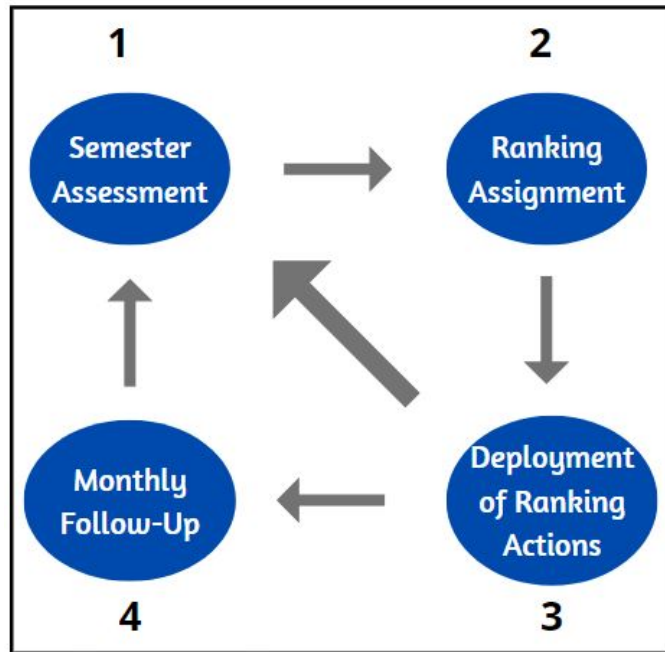 1
Semester
Assessment
2
Ranking
Assignment
Deployment
of Ranking
Actions
3
Monthly
Follow-Up
4